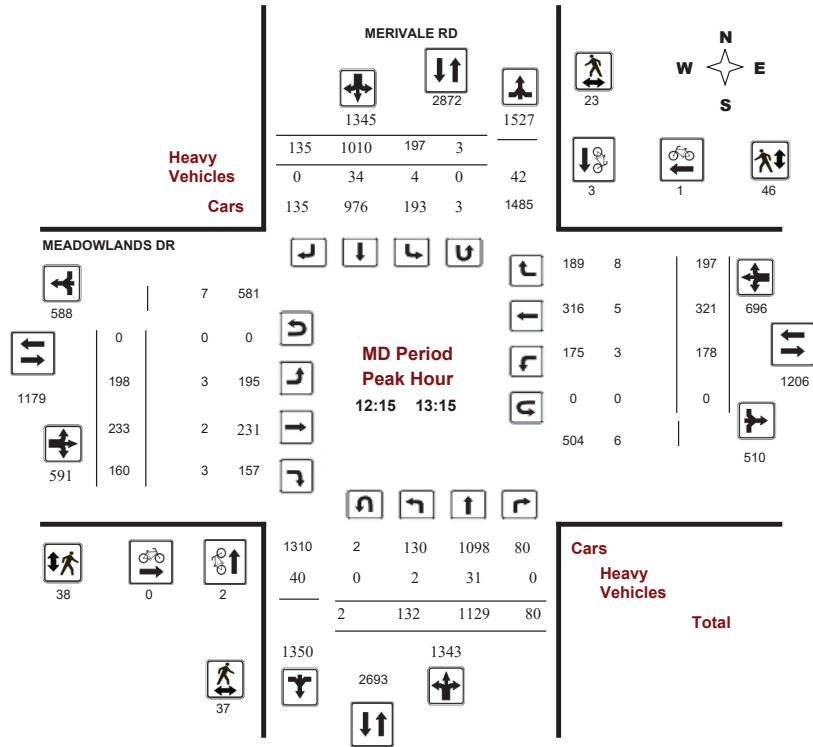 MERIVALE RD
N
W E
S
2872
23
1345
1527
135 1010 197 3
Heavy
Vehicles
0 34 4 0 42
3 1 46
Cars
135 976 193 3 1485
MEADOWLANDS DR
189 8 197
588
7 581
696
316 5 321
0 0 0
MD Period
Peak Hour
12:15 13:15
175 3 178
1179
198 3 195
1206
0 0 0
233 2 231
504 6
510
591
160 3 157
1310 2 130 1098 80
Cars
40 0 2 31 0
Heavy
Vehicles
38 0 2
2 132 1129 80
Total
1350
1343
2693
37